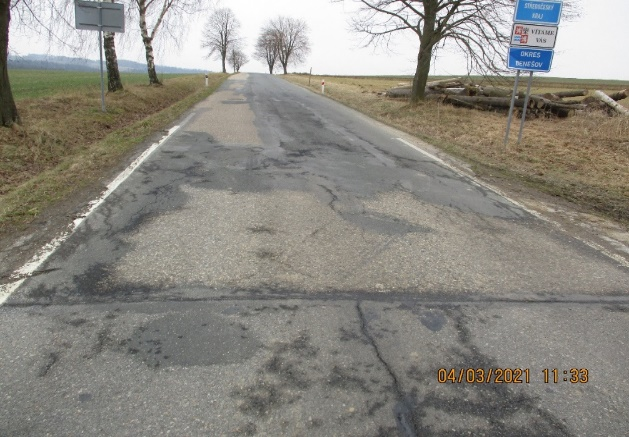 STŘEDOČESKÝ
KRAJ
VÍTÁME
VÁS
OKRES
BENEŠOV
04/03/2021 11:33